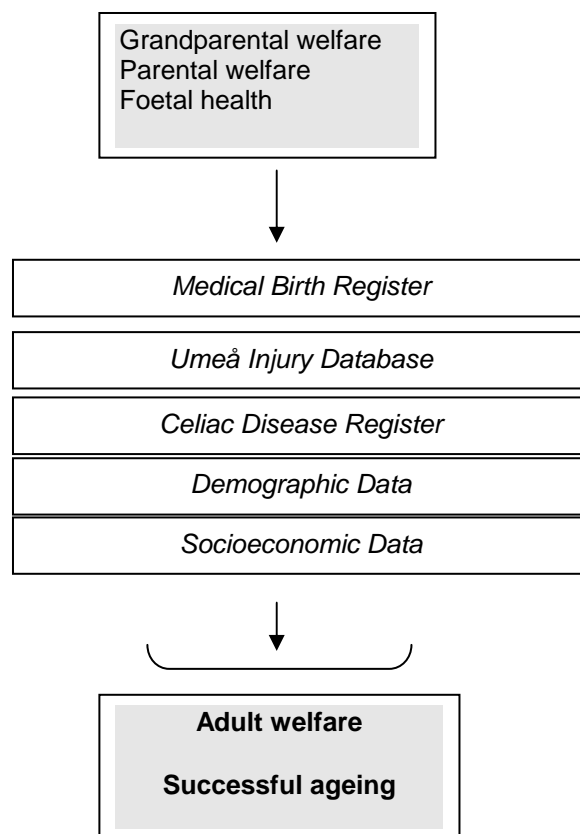 Grandparental welfare
Parental welfare
Foetal health
Medical Birth Register
Umeå Injury Database
Celiac Disease Register
Demographic Data
Socioeconomic Data
Adult welfare
Successful ageing